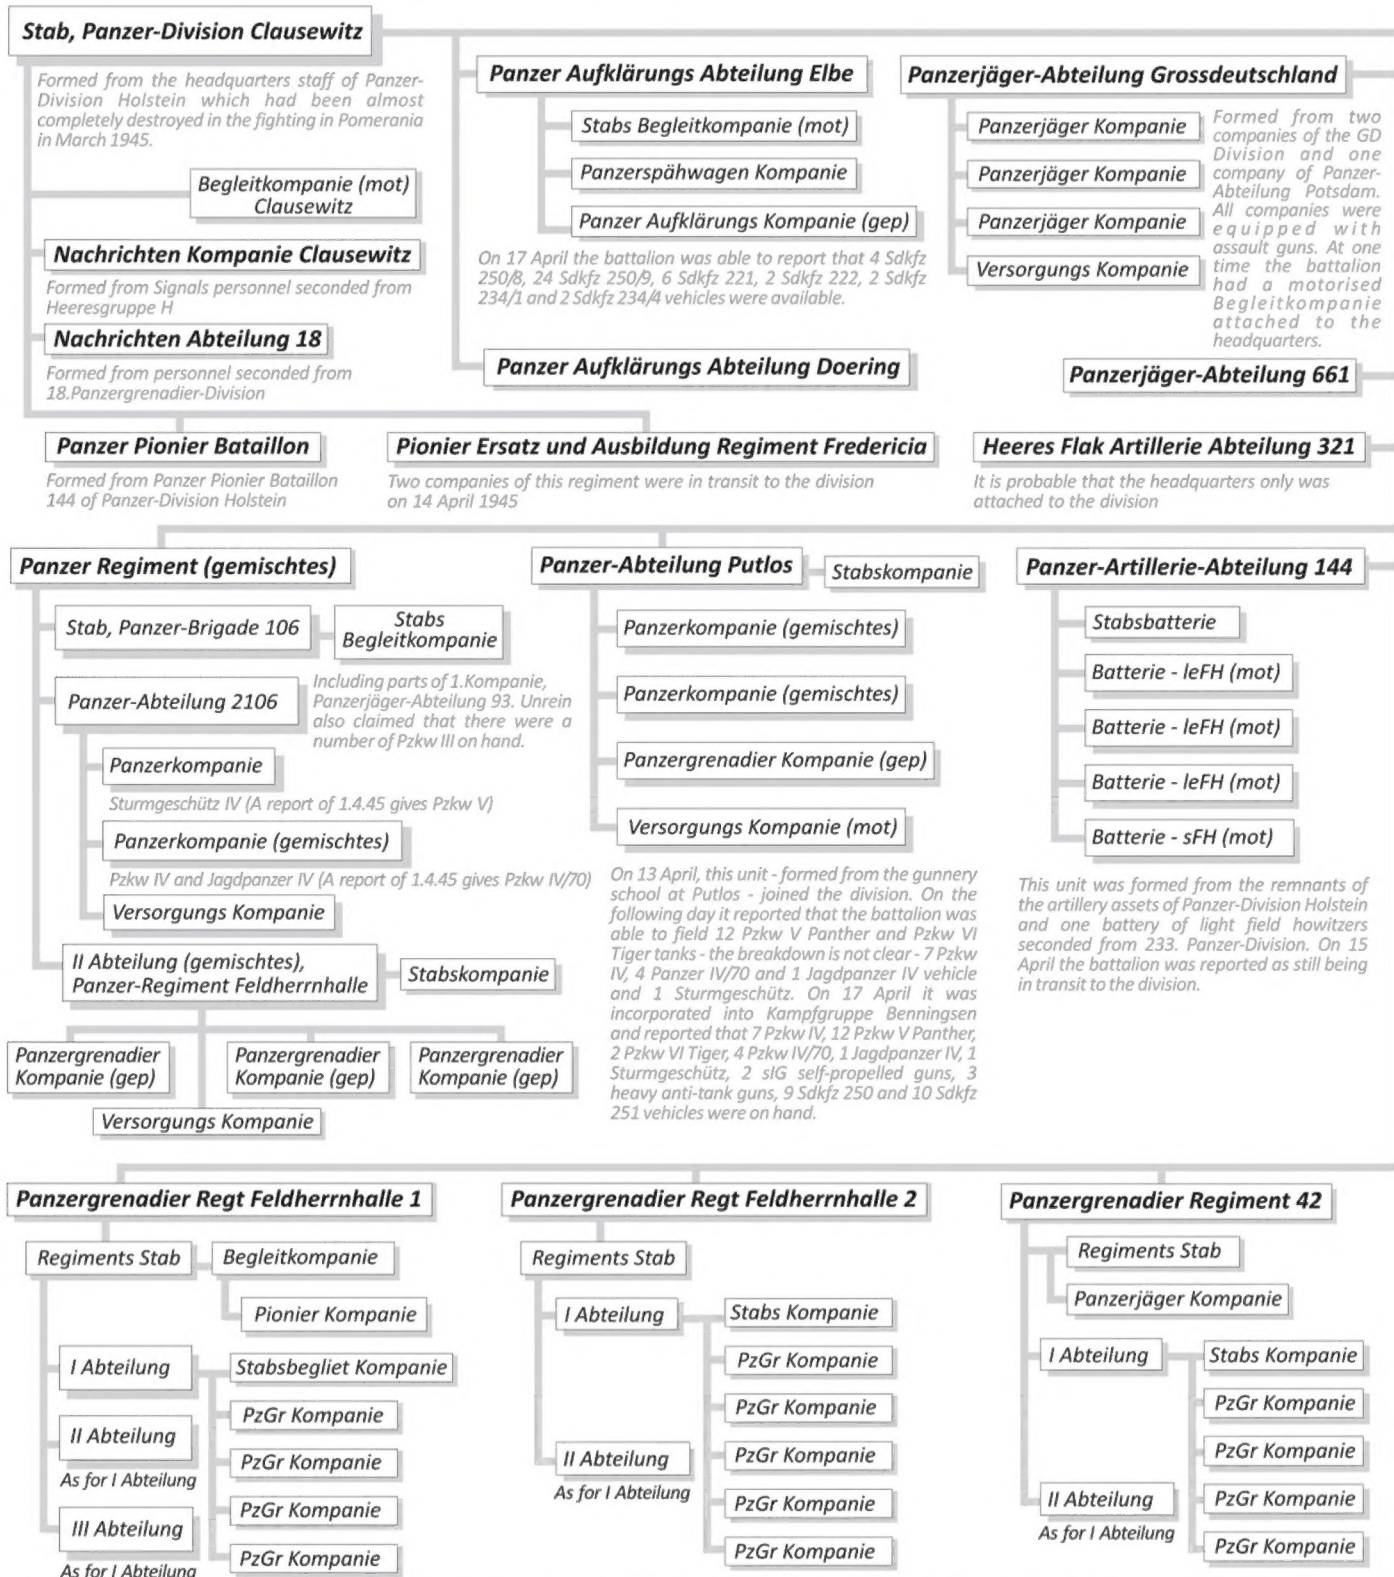 Stab, Panzer-Division Clausewitz
Formed from the headquarters staff of Panzer-
Division Holstein which had been almost
completely destroyed in the fighting in Pomerania
in March 1945.
Begleitkompanie (mot)
Clausewitz
Nachrichten Kompanie Clausewitz
Formed from Signals personnel seconded from
Heeresgruppe H
Nachrichten Abteilung 18
Formed from personnel seconded from
18.Panzergrenadier-Division
Panzer Aufklärungs Abteilung Elbe
Stabs Begleitkompanie (mot)
Panzerspähwagen Kompanie
Panzer Aufklärungs Kompanie (gep)
On 17 April the battalion was able to report that 4 Sdkfz
250/8, 24 Sdkfz 250/9, 6 Sdkfz 221, 2 Sdkfz 222, 2 Sdkfz
234/1 and 2 Sdkfz 234/4 vehicles were available.
Panzer Aufklärungs Abteilung Doering
Panzerjäger-Abteilung Grossdeutschland
Panzerjäger Kompanie
Panzerjäger Kompanie
Panzerjäger Kompanie
Versorgungs Kompanie
Formed from two
companies of the GD
Division and one
company of Panzer-
Abteilung Potsdam.
All companies were
equipped with
assault guns. At one
time the battalion
had a motorised
Begleitkompanie
attached to the
headquarters.
Panzerjäger-Abteilung 661
Panzer Pionier Bataillon
Formed from Panzer Pionier Bataillon
144 of Panzer-Division Holstein
Pionier Ersatz und Ausbildung Regiment Fredericia
Two companies of this regiment were in transit to the division
on 14 April 1945
Heeres Flak Artillerie Abteilung 321
It is probable that the headquarters only was
attached to the division
Panzer Regiment (gemischtes)
Stab, Panzer-Brigade 106
Stabs
Begleitkompanie
Panzer-Abteilung 2106
Including parts of 1.Kompanie,
Panzerjäger-Abteilung 93. Unrein
also claimed that there were a
number of Pzkw III on hand.
Panzerkompanie
Sturmgeschütz IV (A report of 1.4.45 gives Pzkw V)
Panzerkompanie (gemischtes)
Pzkw IV and Jagdpanzer IV (A report of 1.4.45 gives Pzkw IV/70)
Versorgungs Kompanie
II Abteilung (gemischtes),
Panzer-Regiment Feldherrnhalle
Stabskompanie
Panzergrenadier
Kompanie (gep)
Panzergrenadier
Kompanie (gep)
Panzergrenadier
Kompanie (gep)
Versorgungs Kompanie
Panzer-Abteilung Putlos
Stabskompanie
Panzerkompanie (gemischtes)
Panzerkompanie (gemischtes)
Panzergrenadier Kompanie (gep)
Versorgungs Kompanie (mot)
On 13 April, this unit - formed from the gunnery
school at Putlos - joined the division. On the
following day it reported that the battalion was
able to field 12 Pzkw V Panther and Pzkw VI
Tiger tanks - the breakdown is not clear - 7 Pzkw
IV, 4 Panzer IV/70 and 1 Jagdpanzer IV vehicle
and 1 Sturmgeschütz. On 17 April it was
incorporated into Kampfgruppe Benningsen
and reported that 7 Pzkw IV, 12 Pzkw V Panther,
2 Pzkw VI Tiger, 4 Pzkw IV/70, 1 Jagdpanzer IV, 1
Sturmgeschütz, 2 sIG self-propelled guns, 3
heavy anti-tank guns, 9 Sdkfz 250 and 10 Sdkfz
251 vehicles were on hand.
Panzer-Artillerie-Abteilung 144
Stabsbatterie
Batterie - leFH (mot)
Batterie - leFH (mot)
Batterie - leFH (mot)
Batterie - sFH (mot)
This unit was formed from the remnants of
the artillery assets of Panzer-Division Holstein
and one battery of light field howitzers
seconded from 233. Panzer-Division. On 15
April the battalion was reported as still being
in transit to the division.
Panzergrenadier Regt Feldherrnhalle 1
Regiments Stab
Begleitkompanie
Pionier Kompanie
I Abteilung
Stabsbegliet Kompanie
PzGr Kompanie
II Abteilung
As for I Abteilung
PzGr Kompanie
PzGr Kompanie
III Abteilung
As for I Abteilung
PzGr Kompanie
Panzergrenadier Regt Feldherrnhalle 2
Regiments Stab
I Abteilung
Stabs Kompanie
PzGr Kompanie
PzGr Kompanie
II Abteilung
As for I Abteilung
PzGr Kompanie
PzGr Kompanie
PzGr Kompanie
Panzergrenadier Regiment 42
Regiments Stab
Panzerjäger Kompanie
I Abteilung
Stabs Kompanie
PzGr Kompanie
PzGr Kompanie
II Abteilung
As for I Abteilung
PzGr Kompanie
PzGr Kompanie